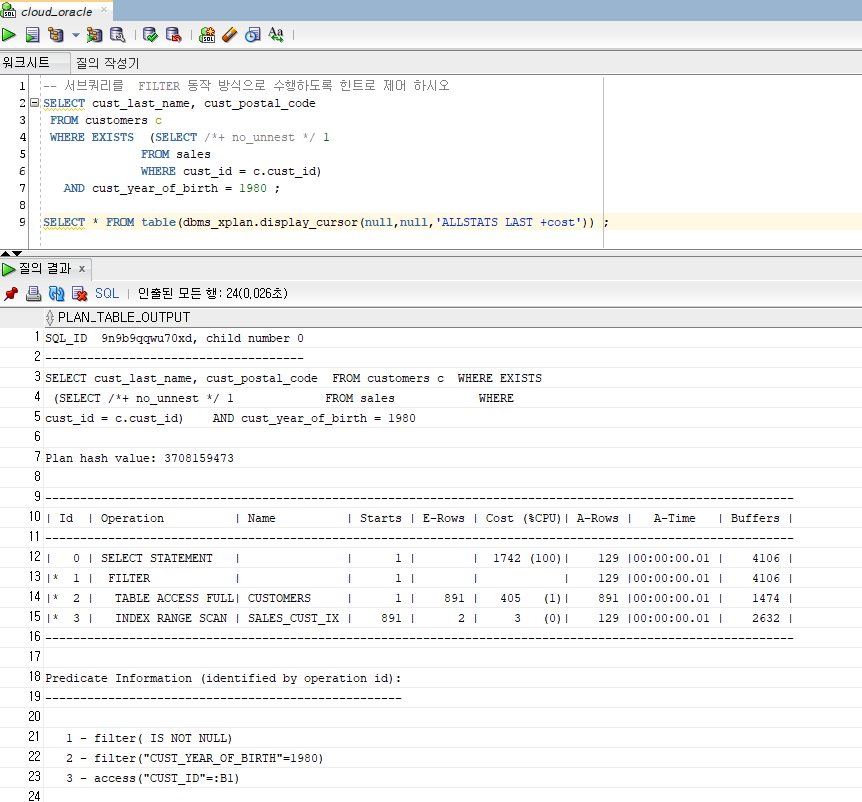 cloud_oracle
워크시트 질의 작성기
1 -- 서브쿼리를  FILTER 동작 방식으로 수행하도록 힌트로 제어 하시오
2 SELECT cust_last_name, cust_postal_code
3 FROM customers c
4 WHERE EXISTS  (SELECT /*+ no_unnest */ 1
5 FROM sales
6 WHERE cust_id = c.cust_id)
7 AND cust_year_of_birth = 1980 ;
8
9 SELECT * FROM table(dbms_xplan.display_cursor(null,null,'ALLSTATS LAST +cost')) ;
질의 결과 x
SQL | 인출된 모든 행: 24(0,026초)
PLAN_TABLE_OUTPUT
1 SQL_ID  9n9b9qqwu70xd, child number 0
2 -------------------------------------
3 SELECT cust_last_name, cust_postal_code  FROM customers c  WHERE EXISTS
4 (SELECT /*+ no_unnest */ 1             FROM sales             WHERE
5 cust_id = c.cust_id)    AND cust_year_of_birth = 1980
6
7 Plan hash value: 3708159473
8
9 -----------------------------------------------------------------------------------------------------------
10 | Id  | Operation         | Name          | Starts | E-Rows | Cost (%CPU)| A-Rows |   A-Time   | Buffers |
11 -----------------------------------------------------------------------------------------------------------
12 |   0 | SELECT STATEMENT  |               |      1 |        |  1742 (100)|    129 |00:00:00.01 |    4106 |
13 |*  1 |  FILTER           |               |      1 |        |            |    129 |00:00:00.01 |    4106 |
14 |*  2 |   TABLE ACCESS FULL| CUSTOMERS     |      1 |    891 |   405   (1)|    891 |00:00:00.01 |    1474 |
15 |*  3 |   INDEX RANGE SCAN | SALES_CUST_IX |    891 |      2 |     3   (0)|    129 |00:00:00.01 |    2632 |
16 -----------------------------------------------------------------------------------------------------------
17
18 Predicate Information (identified by operation id):
19 ---------------------------------------------------
20
21 1 - filter( IS NOT NULL)
22 2 - filter("CUST_YEAR_OF_BIRTH"=1980)
23 3 - access("CUST_ID"=:B1)
24